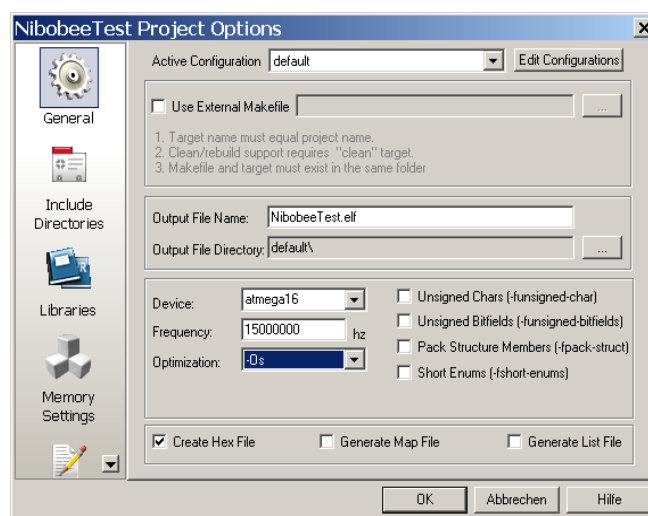 NibobeeTest Project Options
General
Include
Directories
Libraries
Memory
Settings
Active Configuration default Edit Configurations
Use External Makefile ...
1. Target name must equal project name.
2. Clean/rebuild support requires "clean" target.
3. Makefile and target must exist in the same folder
Output File Name: NibobeeTest.elf
Output File Directory: default\ ...
Device: atmega16
Frequency: 15000000 hz
Optimization: -Os
Unsigned Chars (-funsigned-char)
Unsigned Bitfields (-funsigned-bitfields)
Pack Structure Members (-fpack-struct)
Short Enums (-fshort-enums)
Create Hex File Generate Map File Generate List File
OK Abbrechen Hilfe